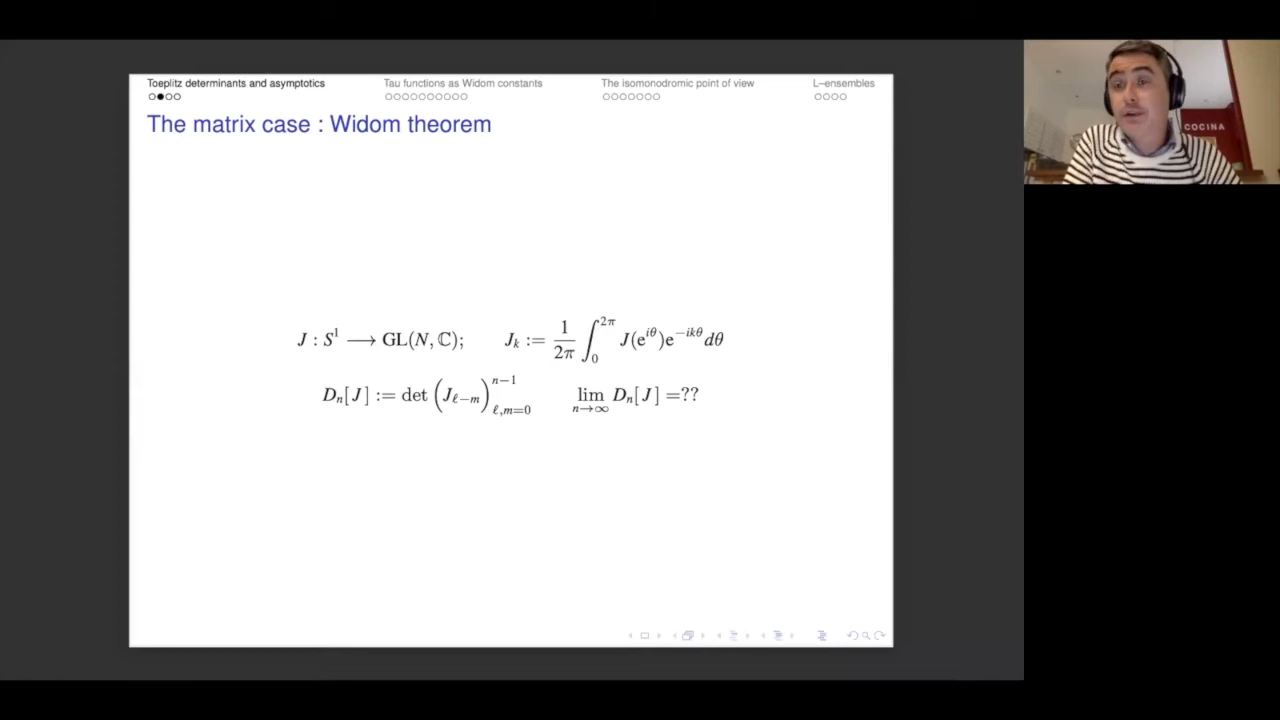 Toeplitz determinants and asymptotics Tau functions as Widom constants The isomonodromic point of view L–ensembles
The matrix case : Widom theorem
J : S¹ ⟶ GL(N, ℂ); J_k := \frac{1}{2π} ∫_0^{2π} J(e^{iθ})e^{−ikθ}dθ
D_n[J] := det (J_{ℓ−m})_{ℓ,m=0}^{n−1} \lim_{n→∞} D_n[J] =??
COCINA